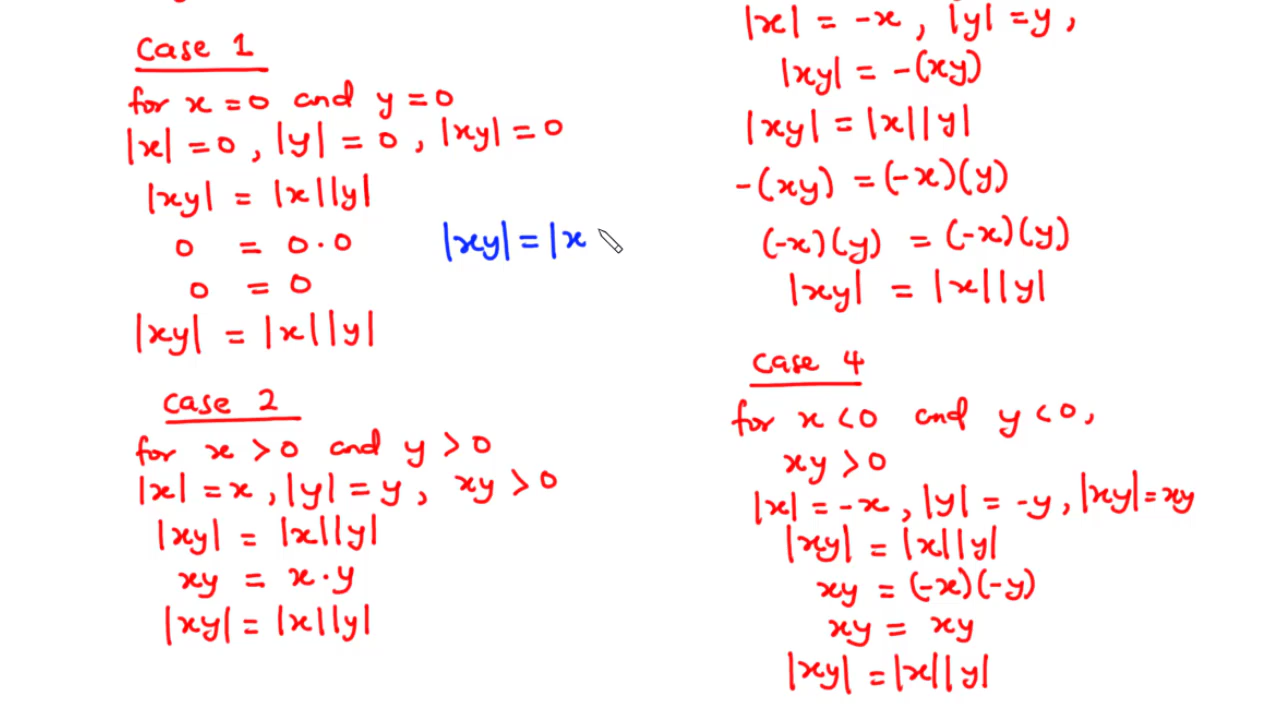 Case 1
for x = 0 and y = 0
|x| = 0, |y| = 0, |xy| = 0
|xy| = |x||y|
0 = 0·0
0 = 0
|xy| = |x||y|
|xy| = |x
Case 2
for x > 0 and y > 0
|x| = x, |y| = y, xy > 0
|xy| = |x||y|
xy = x·y
|xy| = |x||y|
|x| = -x, |y| = y,
|xy| = -(xy)
|xy| = |x||y|
-(xy) = (-x)(y)
(-x)(y) = (-x)(y)
|xy| = |x||y|
Case 4
for x < 0 and y < 0,
xy > 0
|x| = -x, |y| = -y, |xy| = xy
|xy| = |x||y|
xy = (-x)(-y)
xy = xy
|xy| = |x||y|